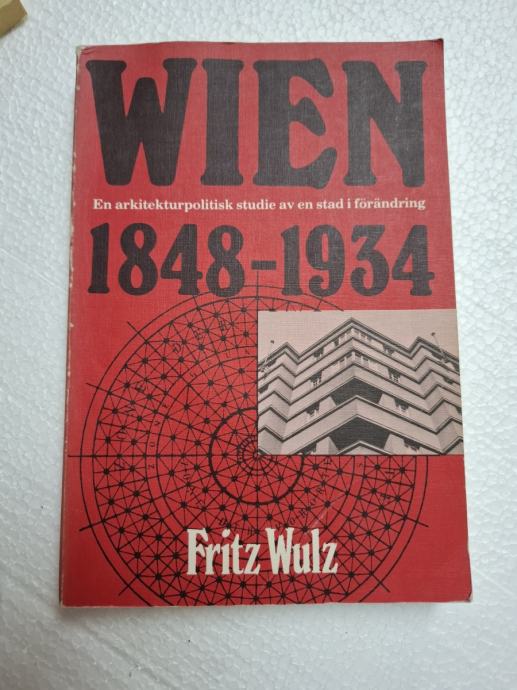 WIEN
En arkitekturpolitisk studie av en stad i förändring
1848-1934
Fritz Wulz